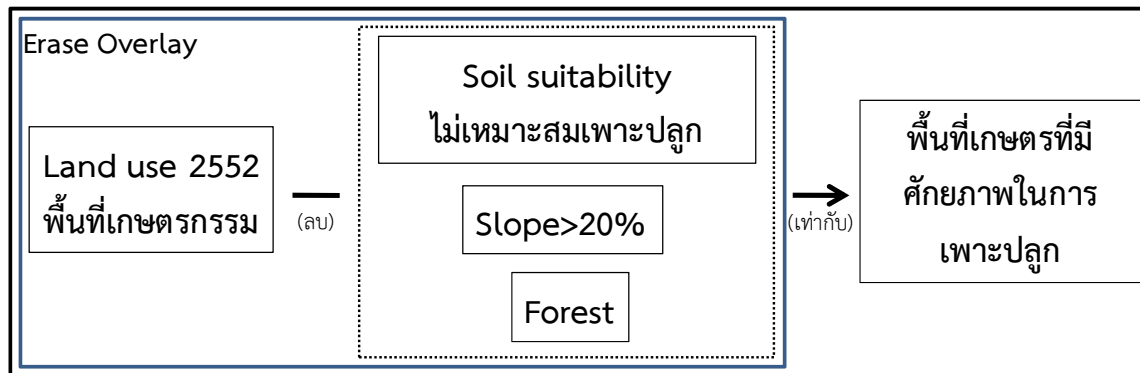 Erase Overlay
Land use 2552
พื้นที่เกษตรกรรม
(ลบ)
Soil suitability
ไม่เหมาะสมเพาะปลูก
Slope>20%
Forest
(เท่ากับ)
พื้นที่เกษตรที่มี
ศักยภาพในการ
เพาะปลูก